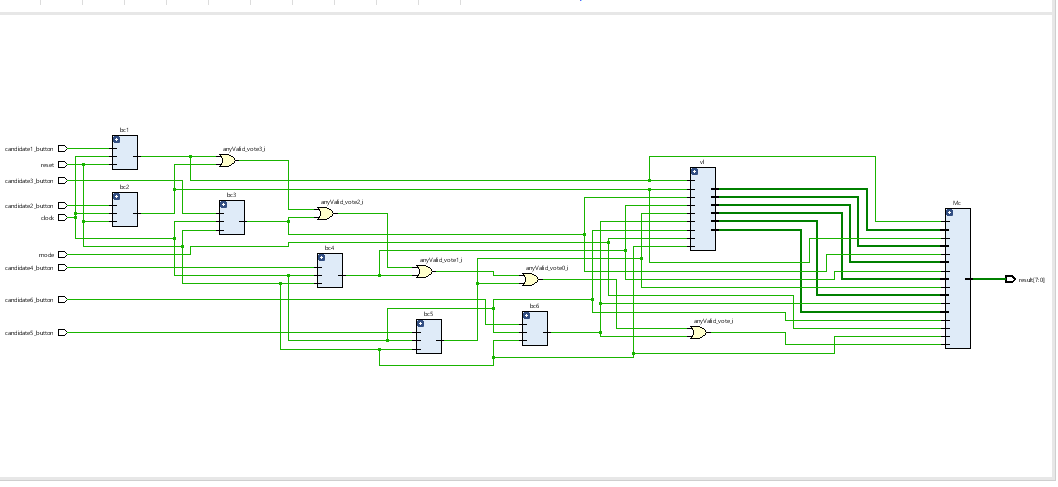 bc1
candidate1_button
anyValid_vote3_i
reset
vl
candidate3_button
bc2
bc3
anyValid_vote2_i
Mc
candidate2_button
clock
bc4
mode
anyValid_vote1_i
candidate4_button
anyValid_vote0_i
result[7:0]
candidate6_button
bc6
bc5
anyValid_vote_i
candidate5_button